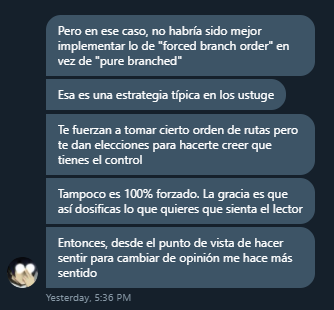 Pero en ese caso, no habría sido mejor
implementar lo de "forced branch order" en
vez de "pure branched"
Esa es una estrategia típica en los ustuge
Te fuerzan a tomar cierto orden de rutas pero
te dan elecciones para hacerte creer que
tienes el control
Tampoco es 100% forzado. La gracia es que
así dosificas lo que quieres que sienta el lector
Entonces, desde el punto de vista de hacer
sentir para cambiar de opinión me hace más
sentido
Yesterday, 5:36 PM